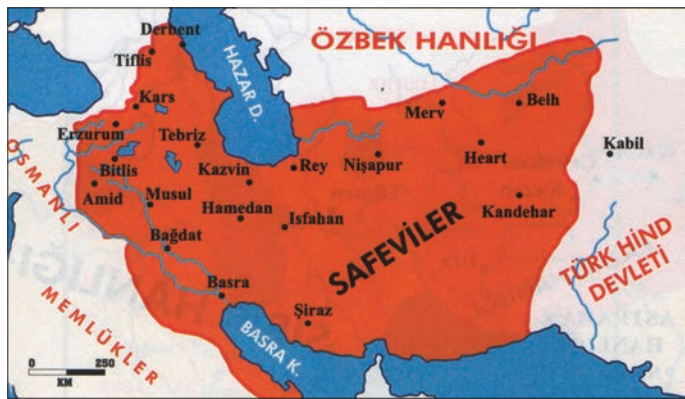 Derbent
ÖZBEK HANLIĞI
Tiflis
HAZAR D.
Kars
Merv
Belh
Erzurum
Tebriz
Kabil
OSMANLI
Bitlis
Kazvin
Rey
Nişapur
Heart
Amid
Musul
Hamedan
Isfahan
Kandehar
SAFEVİLER
Bağdat
TÜRK HİND
DEVLETİ
Basra
MEMLÜKLER
Şiraz
BASRA K.
0 250
KM